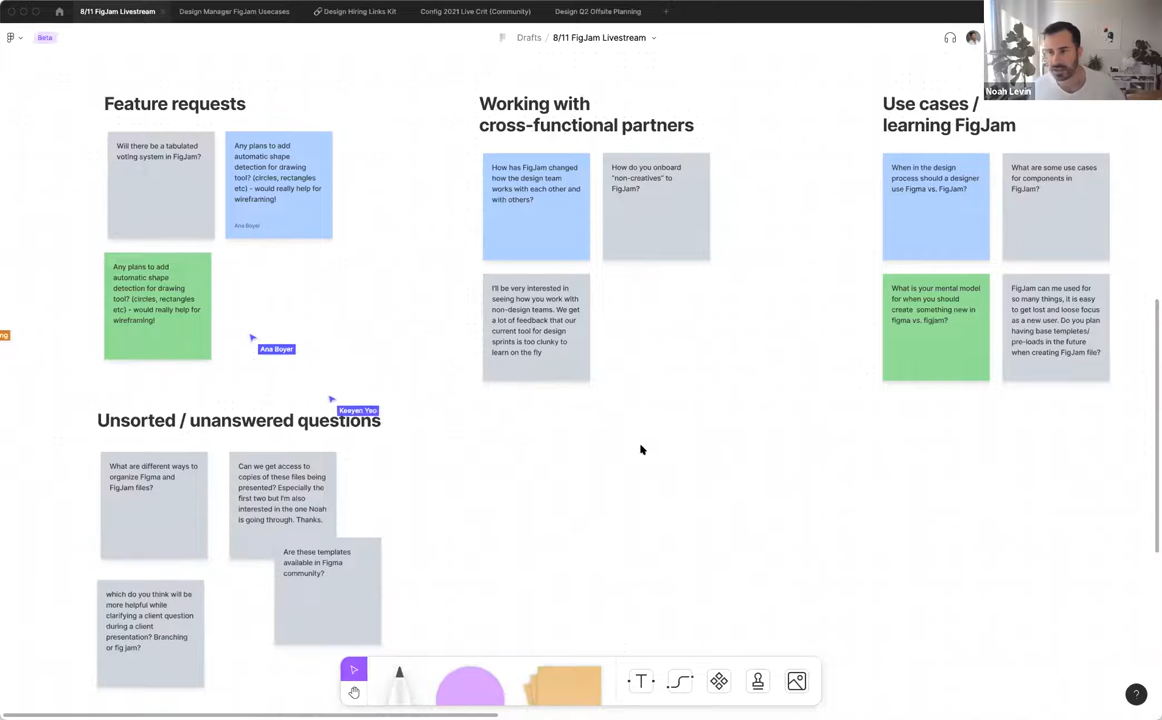 8/11 FigJam Livestream
Design Manager FigJam Usecases
Design Hiring Links Kit
Config 2021 Live Crit (Community)
Design Q2 Offsite Planning
Beta
Drafts / 8/11 FigJam Livestream
Noah Levin
Feature requests
Will there be a tabulated
voting system in FigJam?
Any plans to add
automatic shape
detection for drawing
tool? (circles, rectangles
etc) - would really help for
wireframing!
Ana Boyer
Any plans to add
automatic shape
detection for drawing
tool? (circles, rectangles
etc) - would really help for
wireframing!
ng
Ana Boyer
Keeyen Yeo
Working with
cross-functional partners
How has FigJam changed
how the design team
works with each other and
with others?
How do you onboard
"non-creatives" to
FigJam?
I'll be very interested in
seeing how you work with
non-design teams. We get
a lot of feedback that our
current tool for design
sprints is too clunky to
learn on the fly
Use cases /
learning FigJam
When in the design
process should a designer
use Figma vs. FigJam?
What are some use cases
for components in
FigJam?
What is your mental model
for when you should
create something new in
figma vs. figjam?
FigJam can me used for
so many things, it is easy
to get lost and loose focus
as a new user. Do you plan
having base templetes/
pre-loads in the future
when creating FigJam file?
Unsorted / unanswered questions
What are different ways to
organize Figma and
FigJam files?
Can we get access to
copies of these files being
presented? Especially the
first two but I'm also
interested in the one Noah
is going through. Thanks.
Are these templates
available in Figma
community?
which do you think will be
more helpful while
clarifying a client question
during a client
presentation? Branching
or fig jam?
T
?